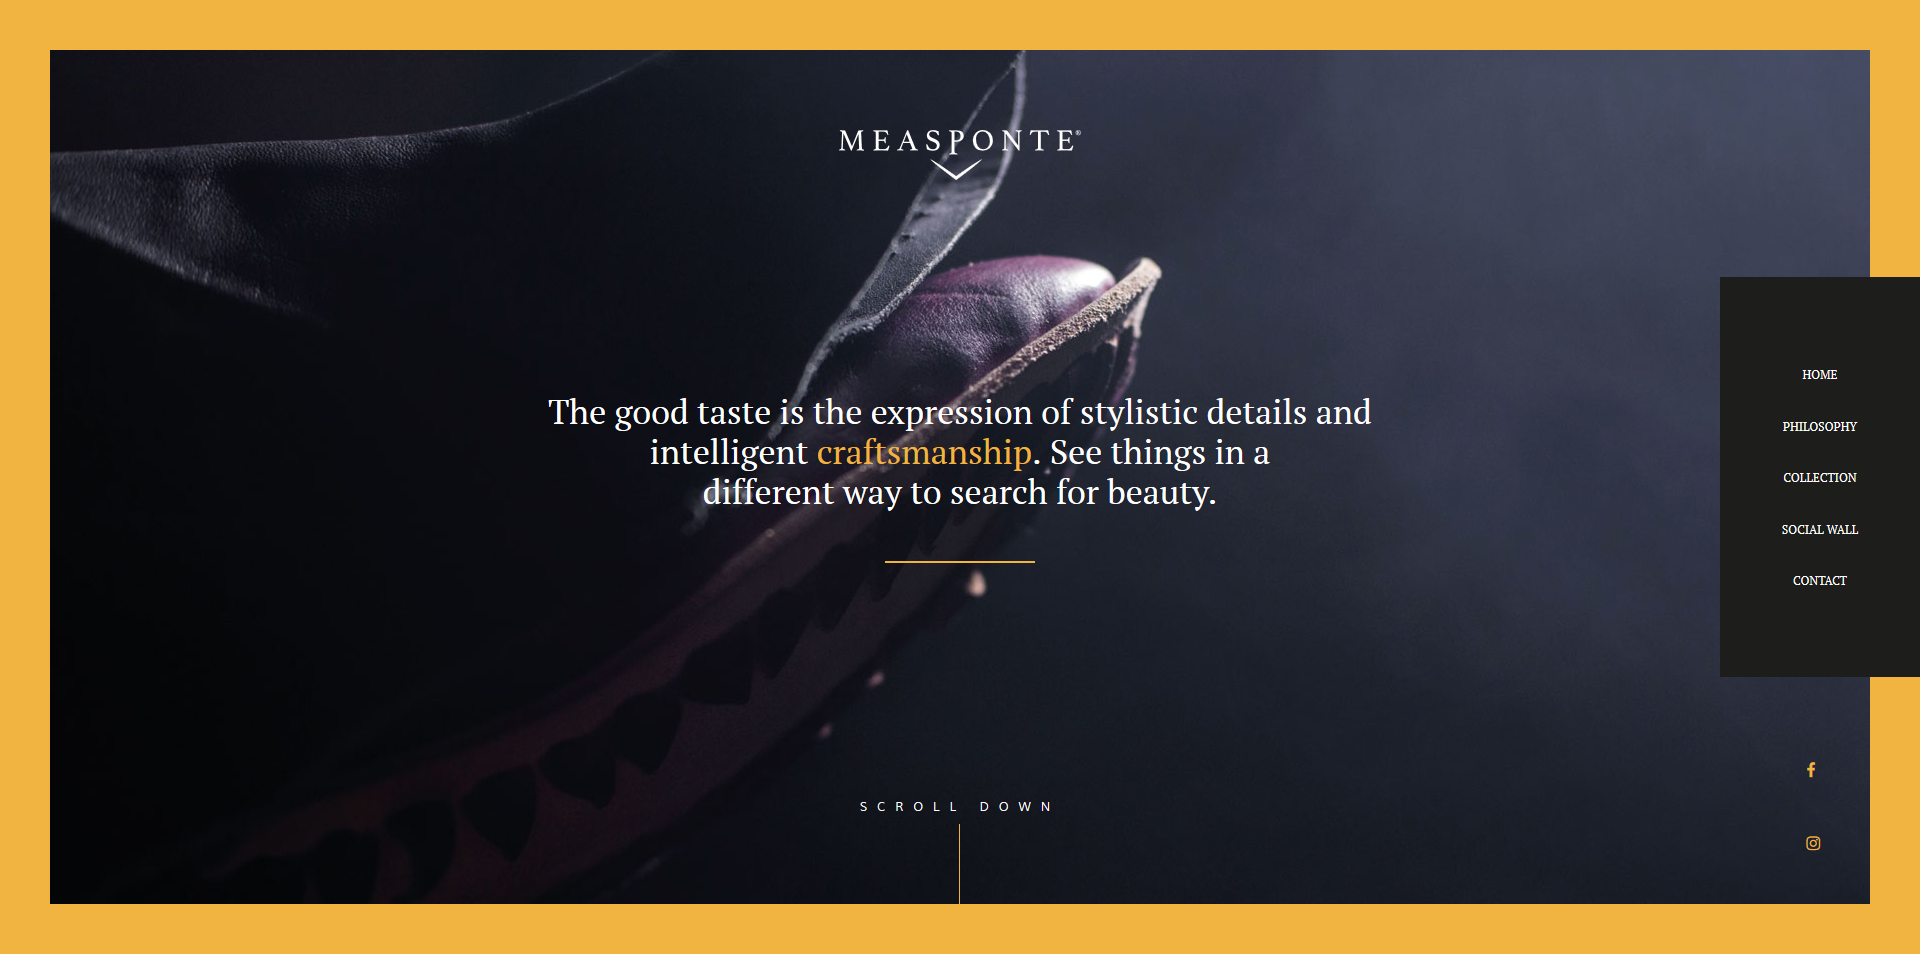 MEASPONTE®
The good taste is the expression of stylistic details and
intelligent craftsmanship. See things in a
different way to search for beauty.
HOME
PHILOSOPHY
COLLECTION
SOCIAL WALL
CONTACT
SCROLL DOWN